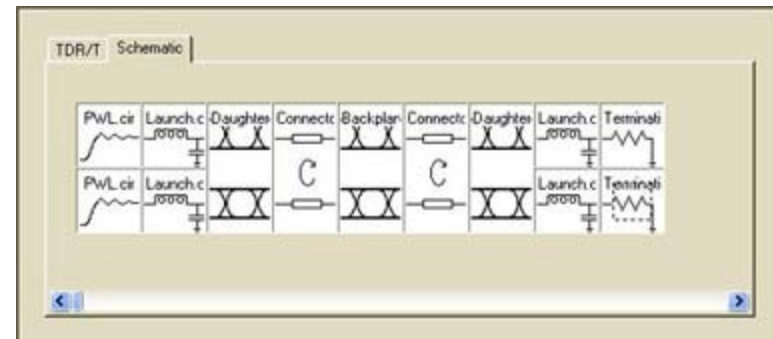 TDR/T Schematic
PWL.cir Launch.c Daughter Connecto Backplan Connecto Daughter Launch.c Terminati
C C
PWL.cir Launch.c Launch.c Terminati